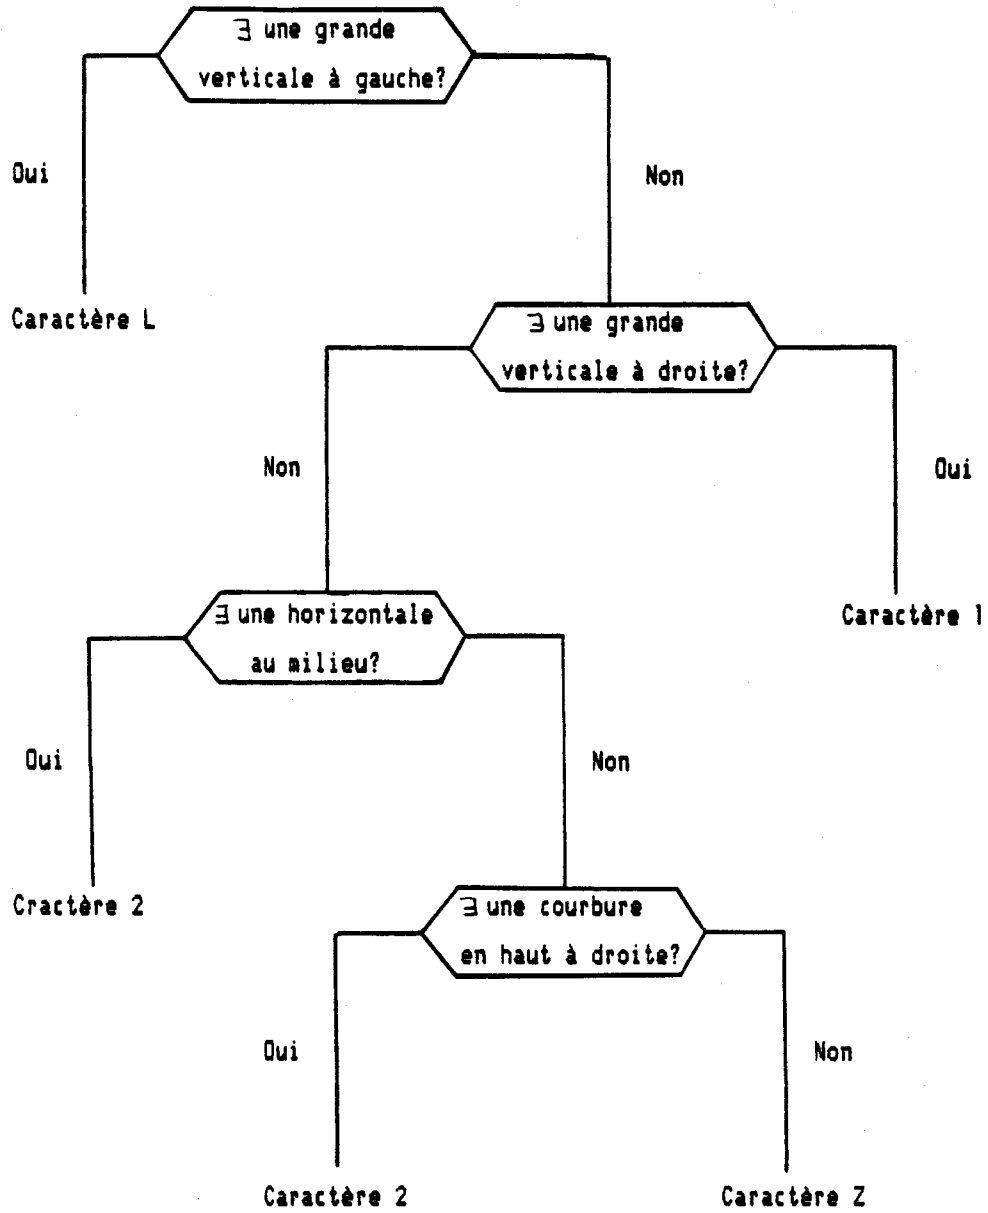 ∃ une grande
verticale à gauche?
Oui
Non
Caractère L
∃ une grande
verticale à droite?
Non
Oui
∃ une horizontale
au milieu?
Caractère 1
Oui
Non
Cractère 2
∃ une courbure
en haut à droite?
Oui
Non
Caractère 2
Caractère Z